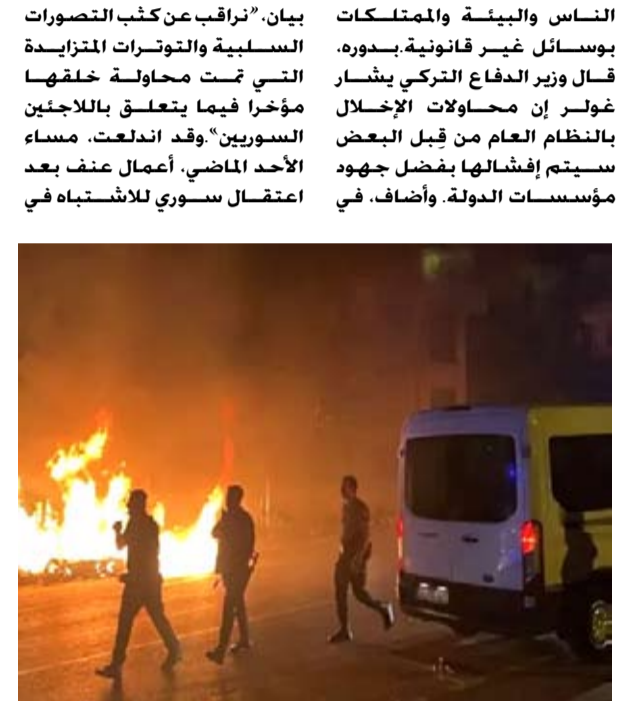 الناس والبيئة والممتلكات
بوسائل غير قانونية.بدوره،
قال وزير الدفاع التركي يشار
غولر إن محاولات الإخلال
بالنظام العام من قِبل البعض
سيتم إفشالها بفضل جهود
مؤسسات الدولة. وأضاف، في
بيان، "نراقب عن كثب التصورات
السلبية والتوترات المتزايدة
التي تمت محاولة خلقها
مؤخرا فيما يتعلق باللاجئين
السوريين".وقد اندلعت، مساء
الأحد الماضي، أعمال عنف بعد
اعتقال سوري للاشتباه في